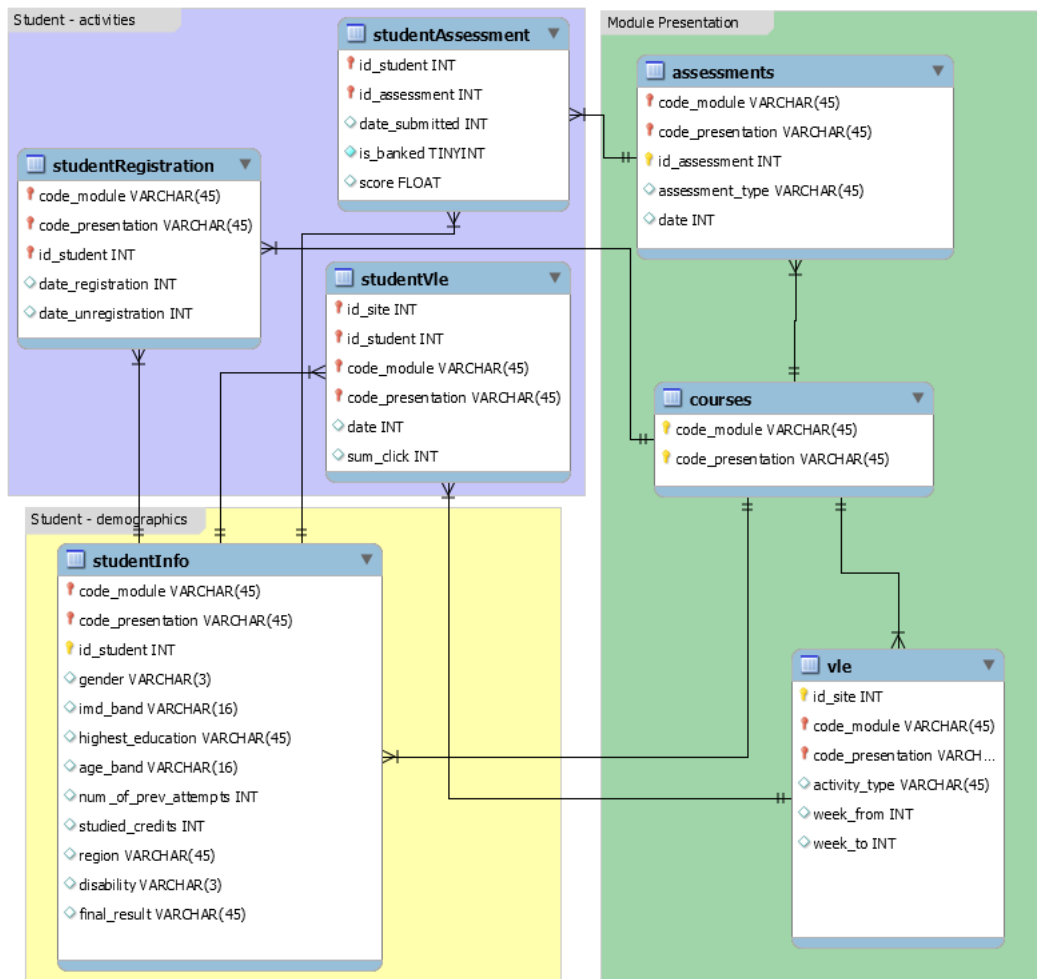 Student - activities
studentAssessment
id_student INT
id_assessment INT
date_submitted INT
is_banked TINYINT
score FLOAT
studentRegistration
code_module VARCHAR(45)
code_presentation VARCHAR(45)
id_student INT
date_registration INT
date_unregistration INT
studentVle
id_site INT
id_student INT
code_module VARCHAR(45)
code_presentation VARCHAR(45)
date INT
sum_click INT
Student - demographics
studentInfo
code_module VARCHAR(45)
code_presentation VARCHAR(45)
id_student INT
gender VARCHAR(3)
imd_band VARCHAR(16)
highest_education VARCHAR(45)
age_band VARCHAR(16)
num_of_prev_attempts INT
studied_credits INT
region VARCHAR(45)
disability VARCHAR(3)
final_result VARCHAR(45)
Module Presentation
assessments
code_module VARCHAR(45)
code_presentation VARCHAR(45)
id_assessment INT
assessment_type VARCHAR(45)
date INT
courses
code_module VARCHAR(45)
code_presentation VARCHAR(45)
vle
id_site INT
code_module VARCHAR(45)
code_presentation VARCH...
activity_type VARCHAR(45)
week_from INT
week_to INT